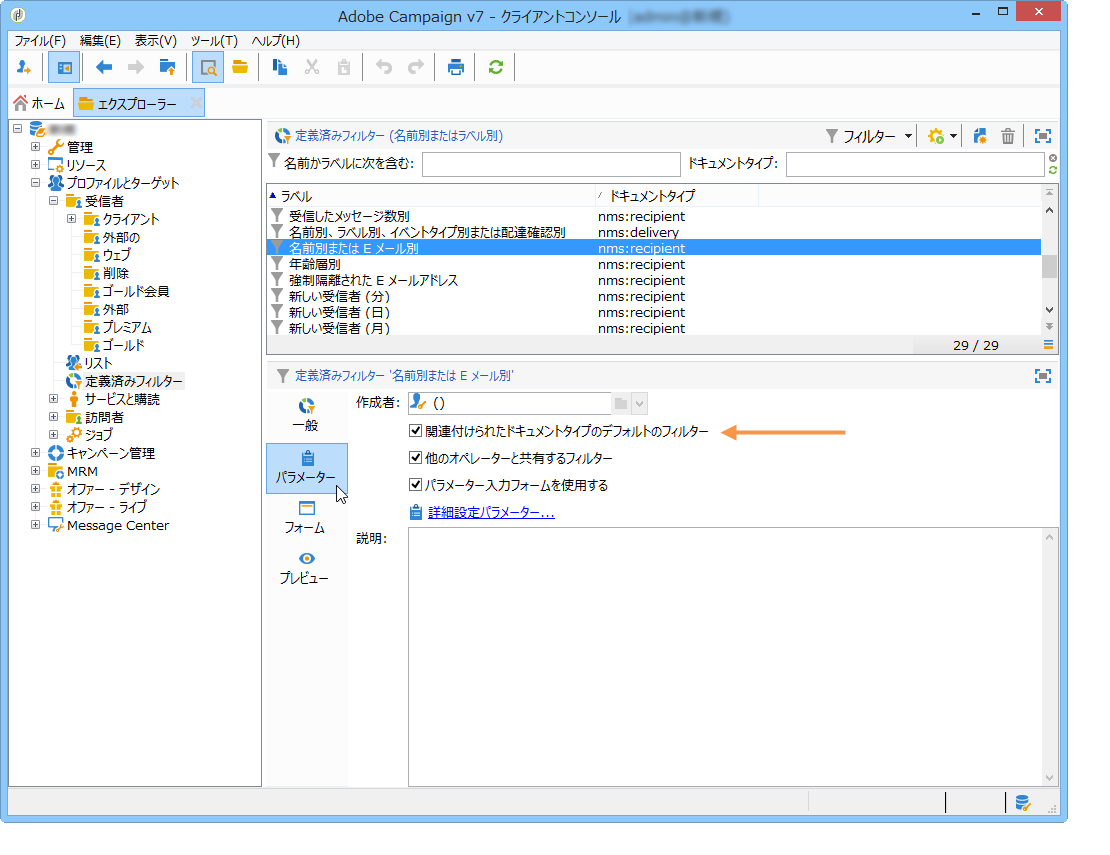 Adobe Campaign v7 - クライアントコンソール
ファイル(F) 編集(E) 表示(V) ツール(T) ヘルプ(H)
ホーム エクスプローラー
管理
リソース
プロファイルとターゲット
受信者
クライアント
外部の
ウェブ
削除
ゴールド会員
外部
プレミアム
ゴールド
リスト
定義済みフィルター
サービスと購読
訪問者
ジョブ
キャンペーン管理
MRM
オファー - デザイン
オファー - ライブ
Message Center
定義済みフィルター (名前別またはラベル別) フィルター
名前かラベルに次を含む: ドキュメントタイプ:
ラベル ドキュメントタイプ
受信したメッセージ数別 nms:recipient
名前別、ラベル別、イベントタイプ別または配達確認別 nms:delivery
名前別または E メール別 nms:recipient
年齢層別 nms:recipient
強制隔離された E メールアドレス nms:recipient
新しい受信者 (分) nms:recipient
新しい受信者 (日) nms:recipient
新しい受信者 (月) nms:recipient
29 / 29
定義済みフィルター '名前別または E メール別'
一般
パラメーター
フォーム
プレビュー
作成者: ()
関連付けられたドキュメントタイプのデフォルトのフィルター
他のオペレーターと共有するフィルター
パラメーター入力フォームを使用する
詳細設定パラメーター...
説明: